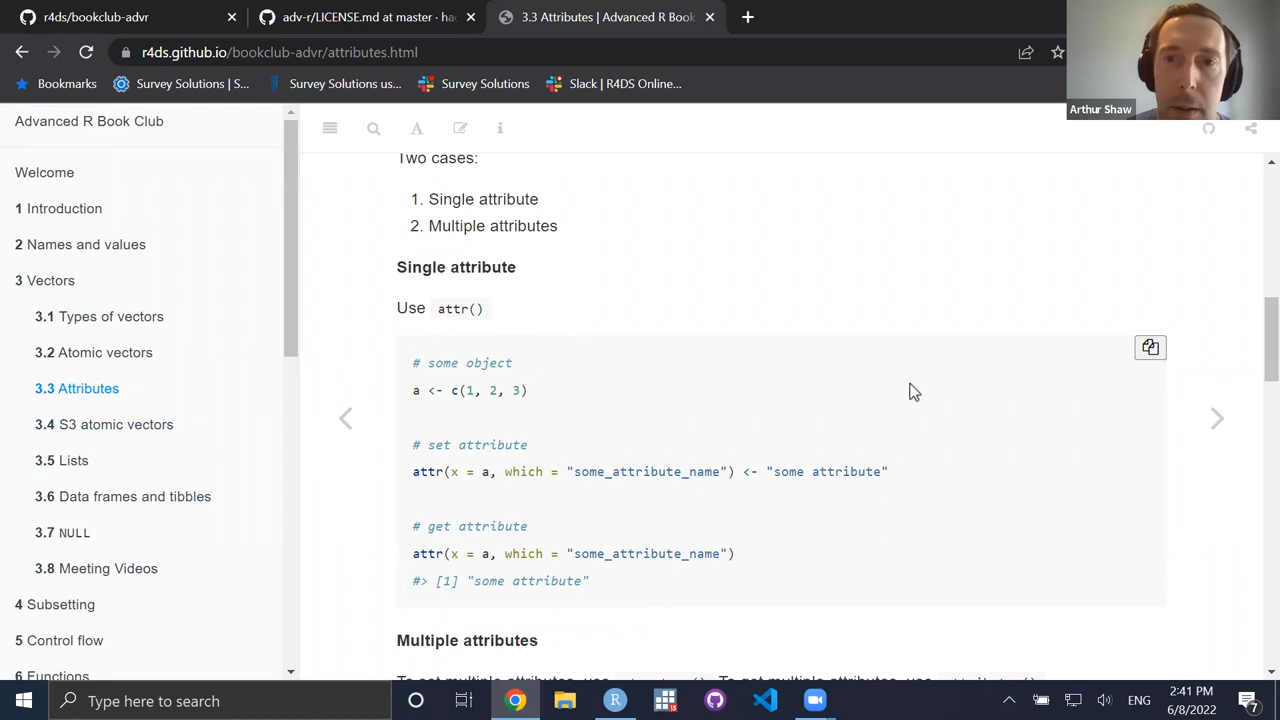 r4ds/bookclub-advr
adv-r/LICENSE.md at master · ha
3.3 Attributes | Advanced R Book
r4ds.github.io/bookclub-advr/attributes.html
Bookmarks
Survey Solutions | S...
Survey Solutions us...
Survey Solutions
Slack | R4DS Online...
Arthur Shaw
Advanced R Book Club
Welcome
1 Introduction
2 Names and values
3 Vectors
3.1 Types of vectors
3.2 Atomic vectors
3.3 Attributes
3.4 S3 atomic vectors
3.5 Lists
3.6 Data frames and tibbles
3.7 NULL
3.8 Meeting Videos
4 Subsetting
5 Control flow
6 Functions
Two cases:
1. Single attribute
2. Multiple attributes
Single attribute
Use attr()
# some object
a <- c(1, 2, 3)
# set attribute
attr(x = a, which = "some_attribute_name") <- "some attribute"
# get attribute
attr(x = a, which = "some_attribute_name")
#> [1] "some attribute"
Multiple attributes
Type here to search
ENG
2:41 PM
6/8/2022
7